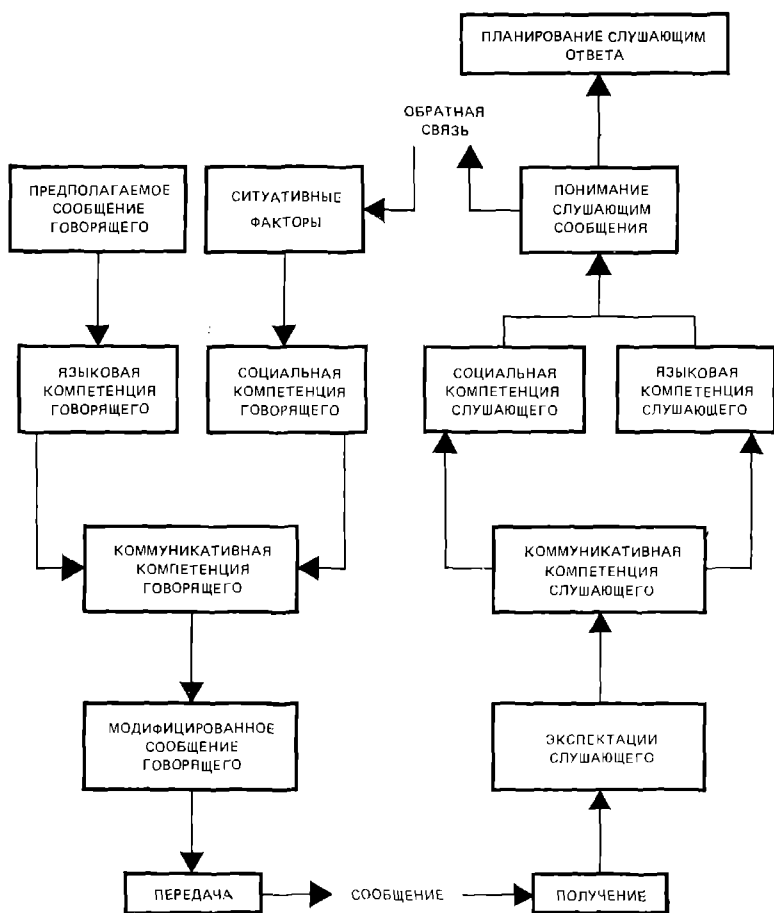 ПЛАНИРОВАНИЕ СЛУШАЮЩИМ
ОТВЕТА
ОБРАТНАЯ
СВЯЗЬ
ПРЕДПОЛАГАЕМОЕ
СООБЩЕНИЕ
ГОВОРЯЩЕГО
СИТУАТИВНЫЕ
ФАКТОРЫ
ПОНИМАНИЕ
СЛУШАЮЩИМ
СООБЩЕНИЯ
ЯЗЫКОВАЯ
КОМПЕТЕНЦИЯ
ГОВОРЯЩЕГО
СОЦИАЛЬНАЯ
КОМПЕТЕНЦИЯ
ГОВОРЯЩЕГО
СОЦИАЛЬНАЯ
КОМПЕТЕНЦИЯ
СЛУШАЮЩЕГО
ЯЗЫКОВАЯ
КОМПЕТЕНЦИЯ
СЛУШАЮЩЕГО
КОММУНИКАТИВНАЯ
КОМПЕТЕНЦИЯ
ГОВОРЯЩЕГО
КОММУНИКАТИВНАЯ
КОМПЕТЕНЦИЯ
СЛУШАЮЩЕГО
МОДИФИЦИРОВАННОЕ
СООБЩЕНИЕ
ГОВОРЯЩЕГО
ЭКСПЕКТАЦИИ
СЛУШАЮЩЕГО
ПЕРЕДАЧА
СООБЩЕНИЕ
ПОЛУЧЕНИЕ